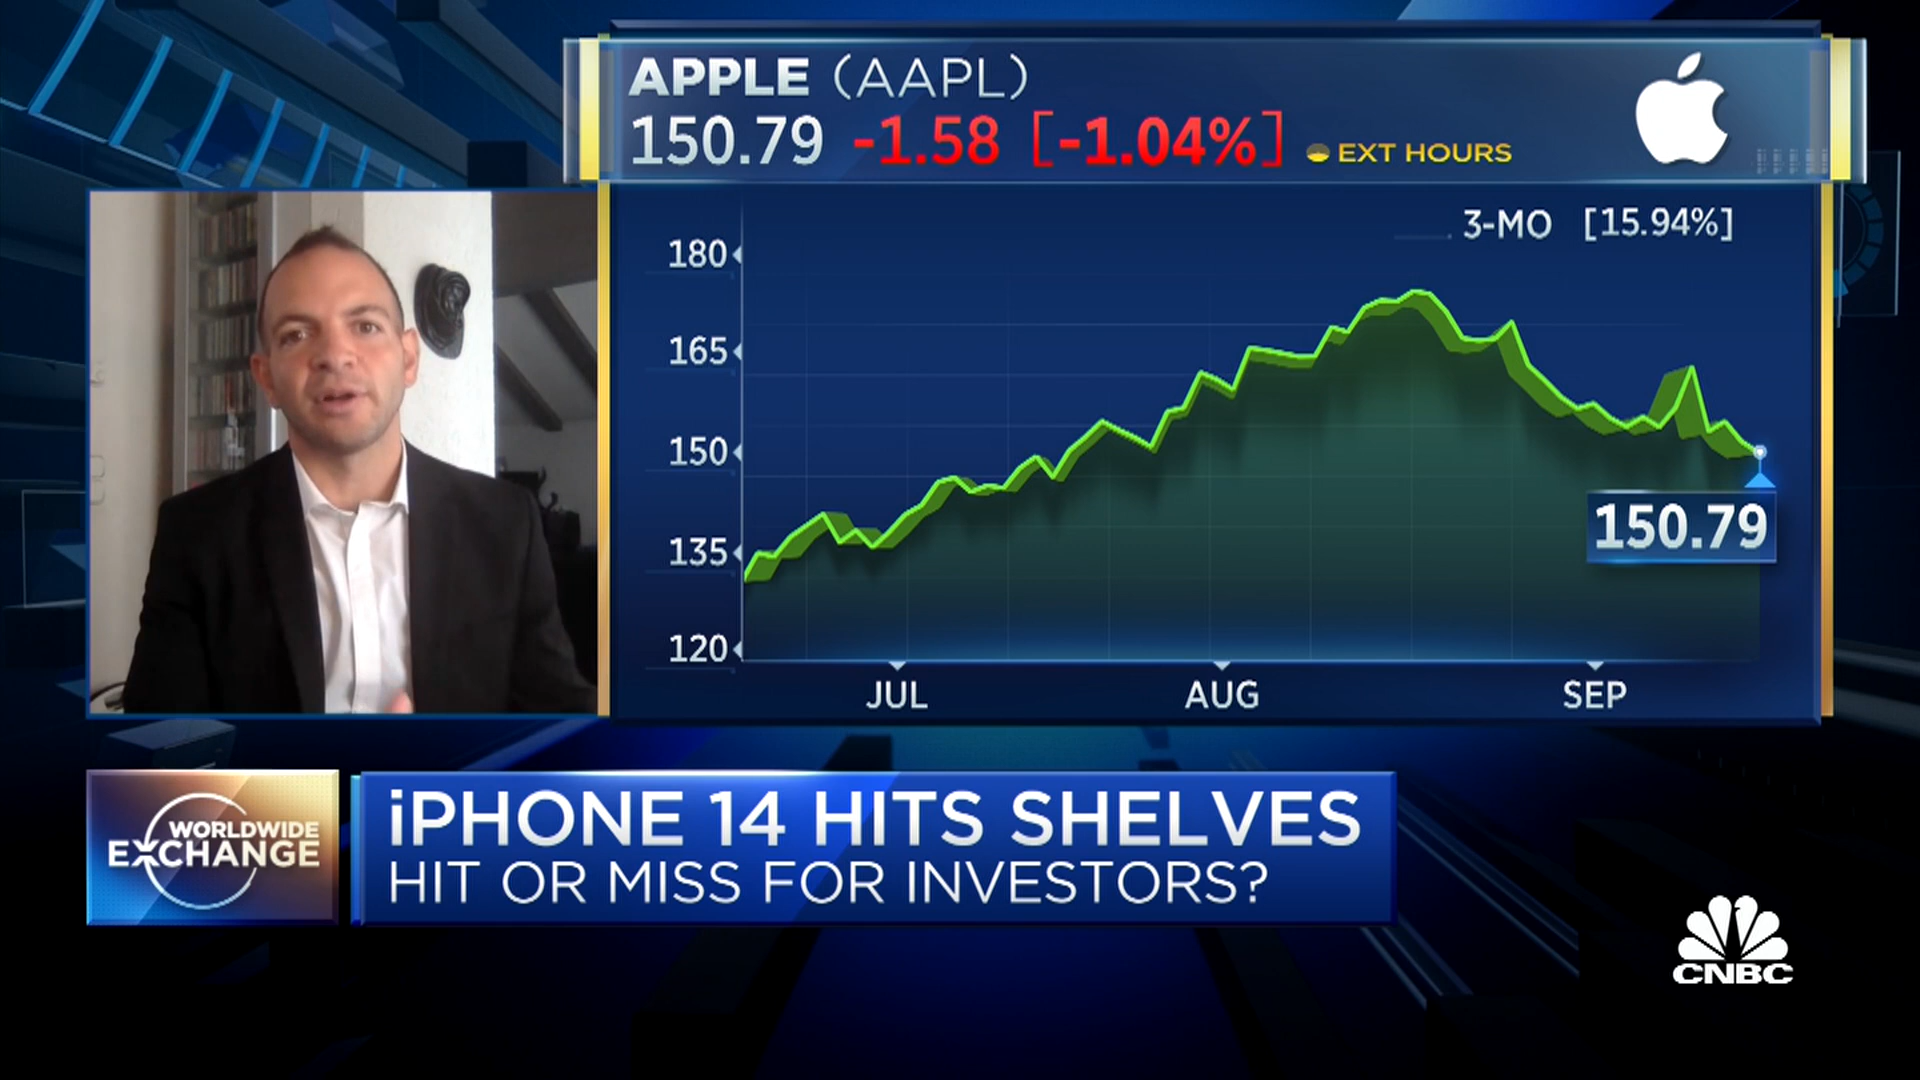 APPLE (AAPL)
150.79 -1.58 [-1.04%] EXT HOURS
3-MO [15.94%]
180
165
150
135
120
150.79
JUL AUG SEP
WORLDWIDE
EXCHANGE
iPHONE 14 HITS SHELVES
HIT OR MISS FOR INVESTORS?
CNBC